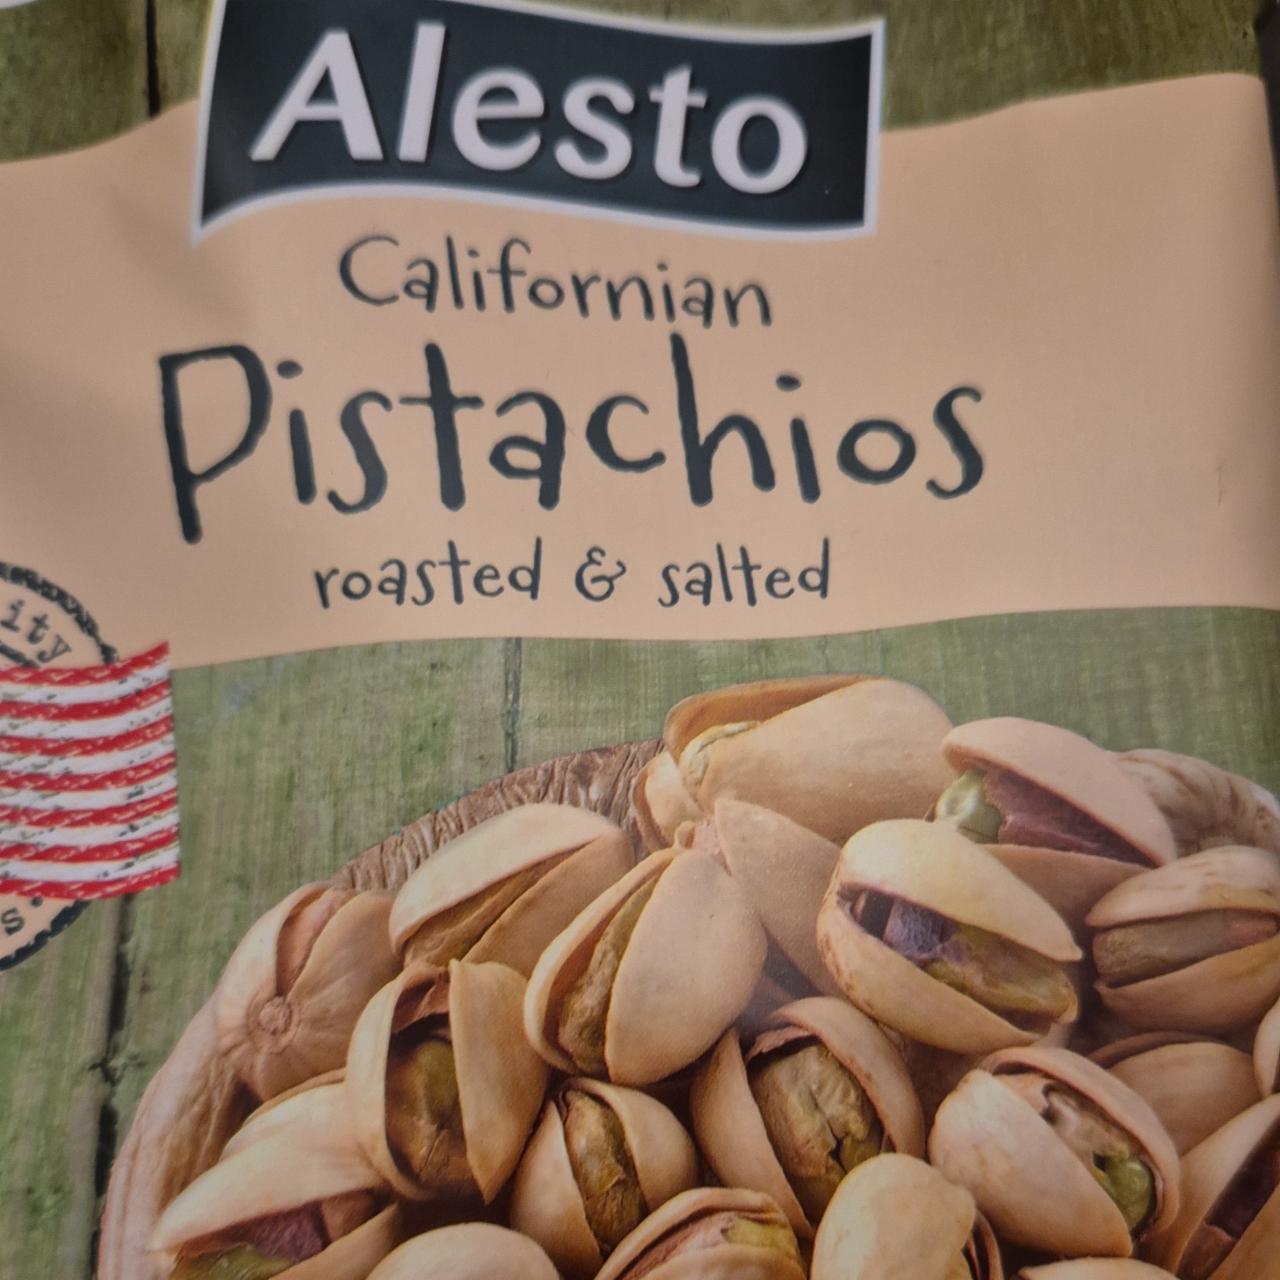 Alesto
Californian
Pistachios
roasted & salted